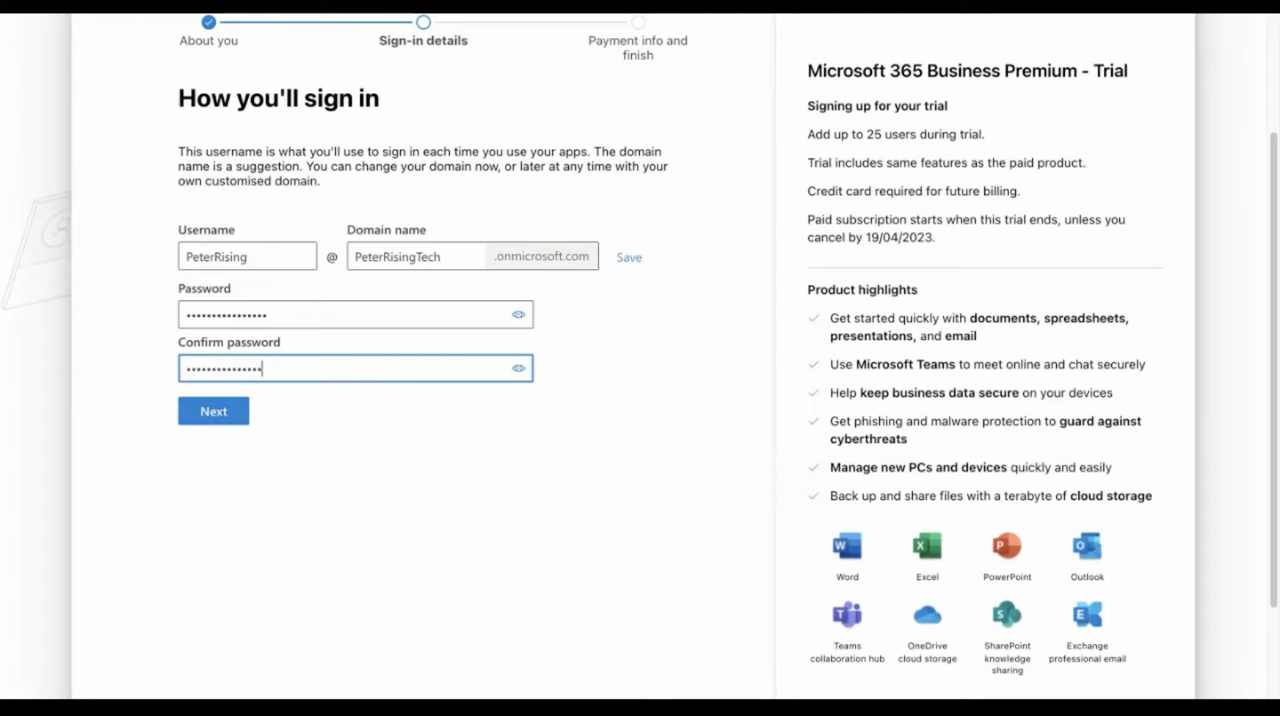 About you
Sign-in details
Payment info and
finish
How you'll sign in
This username is what you'll use to sign in each time you use your apps. The domain
name is a suggestion. You can change your domain now, or later at any time with your
own customised domain.
Username
Domain name
PeterRising
@
PeterRisingTech
.onmicrosoft.com
Save
Password
••••••••••••••••
Confirm password
•••••••••••••••
Next
Microsoft 365 Business Premium - Trial
Signing up for your trial
Add up to 25 users during trial.
Trial includes same features as the paid product.
Credit card required for future billing.
Paid subscription starts when this trial ends, unless you
cancel by 19/04/2023.
Product highlights
Get started quickly with documents, spreadsheets,
presentations, and email
Use Microsoft Teams to meet online and chat securely
Help keep business data secure on your devices
Get phishing and malware protection to guard against
cyberthreats
Manage new PCs and devices quickly and easily
Back up and share files with a terabyte of cloud storage
W
X
P
O
Word
Excel
PowerPoint
Outlook
T
S
E
Teams
collaboration hub
OneDrive
cloud storage
SharePoint
knowledge
sharing
Exchange
professional email